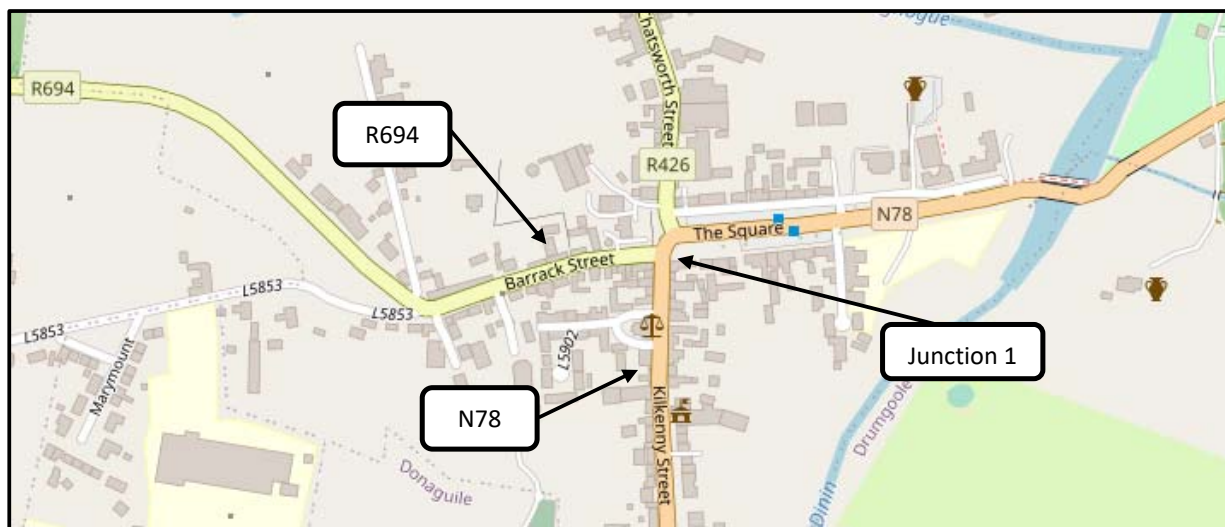 Chatsworth Street
R694
R694
R426
N78
The Square
Barrack Street
L5853
L5853
L5853
L5902
Junction 1
Marymount
N78
Kilkenny Street
Drumgoole
Donaguile
Dinin